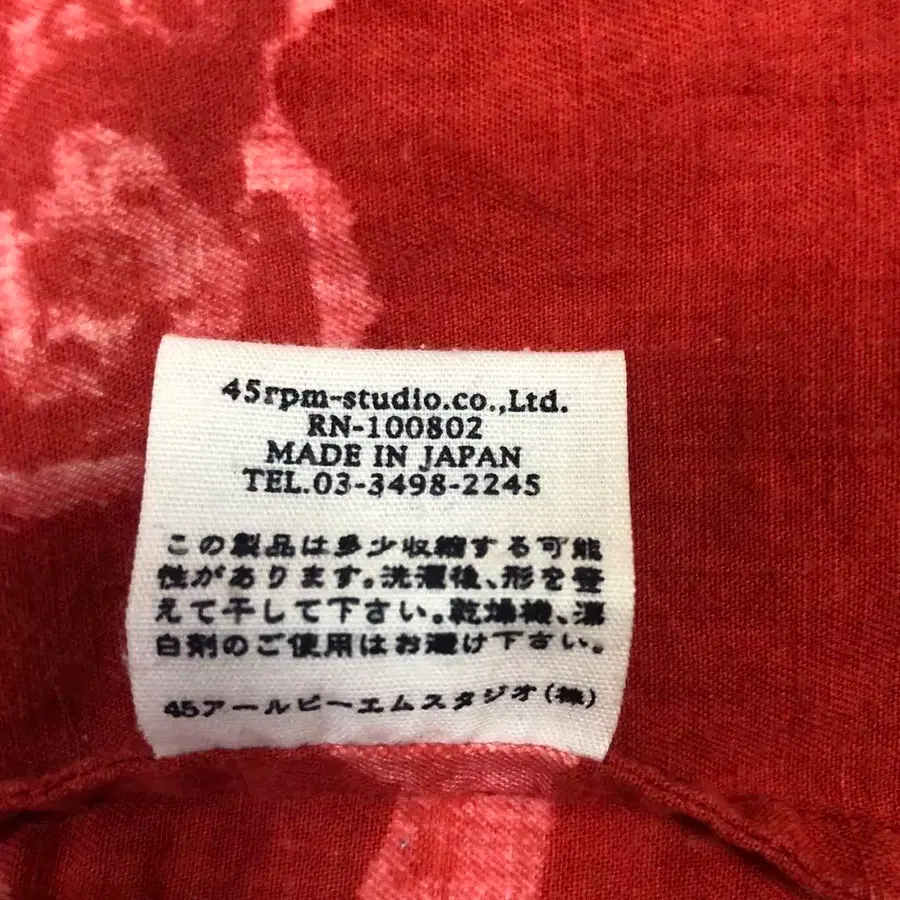 45rpm-studio.co.,Ltd.
RN-100802
MADE IN JAPAN
TEL.03-3498-2245
この製品は多少収縮する可能
性があります。洗濯後、形を整
えて干して下さい。乾燥機、漂
白剤のご使用はお避け下さい。
45アールピーエムスタジオ(株)